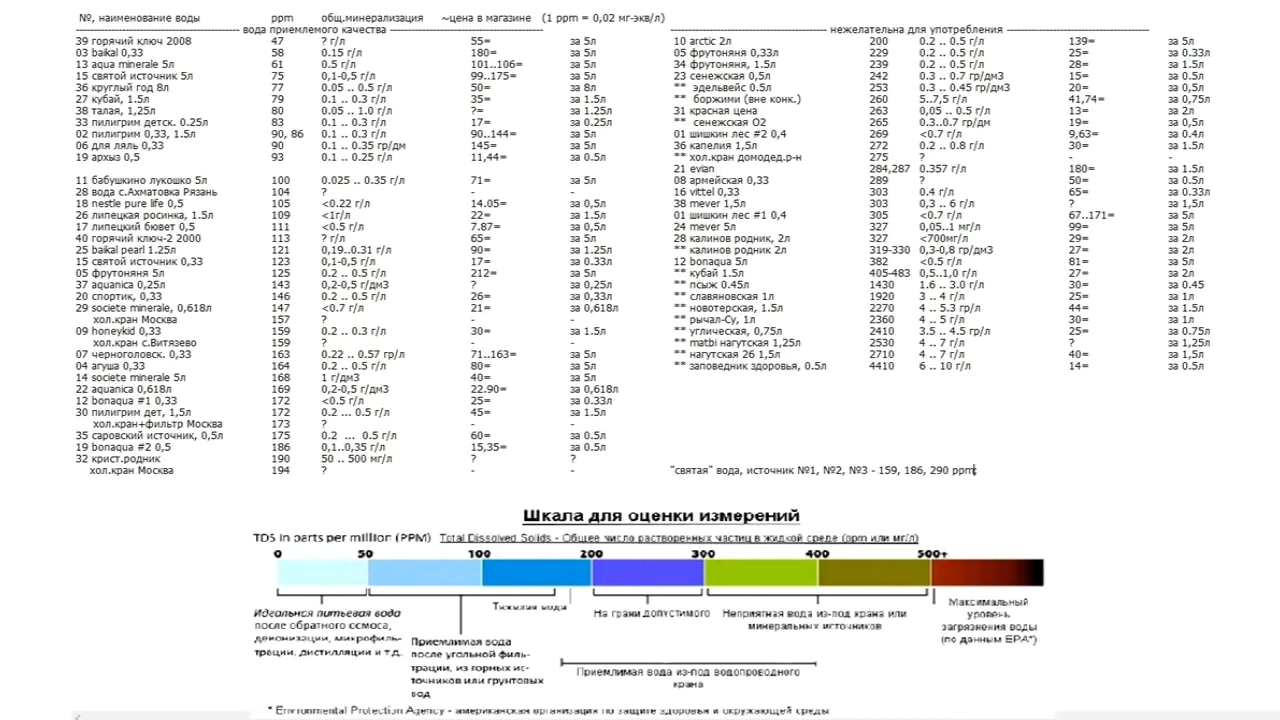 №, наименование воды ppm общ.минерализация ~цена в магазине (1 ppm = 0,02 мг-экв/л)
вода приемлемого качества
39 горячий ключ 2008 47 ? г/л 55= за 5л
03 baikal 0,33 58 0.15 г/л 180= за 5л
13 aqua minerale 5л 61 0.5 г/л 101..106= за 5л
15 святой источник 5л 75 0,1-0,5 г/л 99..175= за 5л
36 круглый год 8л 77 0.05 .. 0.5 г/л 50= за 8л
27 кубай, 1.5л 79 0.1 .. 0.3 г/л 35= за 1.5л
38 талая, 1,25л 80 0.05 .. 1.0 г/л ?= за 1.25л
33 пилигрим детск. 0.25л 83 0.1 .. 0.3 г/л 17= за 0.25л
02 пилигрим 0,33, 1.5л 90, 86 0.1 .. 0.3 г/л 90..144= за 5л
06 для ляль 0,33 90 0.1 .. 0.35 гр/дм 145= за 5л
19 архыз 0,5 93 0.1 .. 0.25 г/л 11,44= за 0.5л
11 бабушкино лукошко 5л 100 0.025 .. 0.35 г/л 71= за 5л
28 вода с.Ахматовка Рязань 104 ? - -
18 nestle pure life 0,5 105 <0.22 г/л 14.05= за 0,5л
26 липецкая росинка, 1.5л 109 <1г/л 22= за 1.5л
17 липецкий бювет 0,5 111 <0.5 г/л 7.87= за 0,5л
40 горячий ключ-2 2000 113 ? г/л 65= за 5л
25 baikal pearl 1.25л 121 0,19..0.31 г/л 90= за 1.25л
15 святой источник 0,33 123 0,1-0,5 г/л 17= за 0.33л
05 фрутоняня 5л 125 0.2 .. 0.5 г/л 212= за 5л
37 aquanica 0,25л 143 0,2-0,5 г/дм3 ? за 0,25л
20 спортик, 0,33 146 0.2 .. 0.5 г/л 26= за 0,33л
29 societe minerale, 0,618л 147 <0.7 г/л 21= за 0,618л
хол.кран Москва 157 ? - -
09 honeykid 0,33 159 0.2 .. 0.3 г/л 30= за 1.5л
хол.кран с.Витязево 159 ? - -
07 черноголовск. 0,33 163 0.22 .. 0.57 гр/л 71..163= за 5л
04 агуша 0,33 164 0.2 .. 0.5 г/л 80= за 5л
14 societe minerale 5л 168 1 г/дм3 40= за 5л
22 aquanica 0,618л 169 0,2-0,5 г/дм3 22.90= за 0,618л
12 bonaqua #1 0,33 172 <0.5 г/л 25= за 0.33л
30 пилигрим дет, 1,5л 172 0.2 ... 0.5 г/л 45= за 1.5л
хол.кран+фильтр Москва 173 ? - -
35 саровский источник, 0,5л 175 0.2 ... 0.5 г/л 60= за 0.5л
19 bonaqua #2 0,5 186 0,1..0,35 г/л 15,35= за 0.5л
32 крист.родник 190 50 .. 500 мг/л ? ?
хол.кран Москва 194 ? - -
нежелательна для употребления
10 arctic 2л 200 0.2 .. 0.5 г/л 139= за 5л
05 фрутоняня 0,33л 229 0.2 .. 0.5 г/л 22= за 0.33л
34 фрутоняня, 1.5л 239 0.2 .. 0.5 г/л 28= за 1.5л
23 сенежская 0,5л 242 0.3 .. 0.7 гр/дм3 15= за 0.5л
** эдельвейс 0.5л 253 0.3 .. 0.45 гр/дм3 20= за 0,5л
** боржими (вне конк.) 260 5..7,5 г/л 41,74= за 0,75л
31 красная цена 263 0,05 .. 0.5 г/л 13= за 2л
** сенежская О2 265 0.3..0.7 гр/дм 19= за 0,5л
01 шишкин лес #2 0,4 269 <0.7 г/л 9,63= за 0.4л
36 капелия 1,5л 272 0.2 .. 0.8 г/л 30= за 1.5л
** хол.кран домодед.р-н 275 ? - -
21 evian 284,287 0.357 г/л 180= за 1.5л
08 армейская 0,33 289 ? 50= за 0.5л
16 vittel 0,33 303 0.4 г/л 65= за 0.33л
38 mever 1,5л 303 0,3 .. 6 г/л ? за 1,5л
01 шишкин лес #1 0,4 305 <0.7 г/л 67..171= за 5л
24 mever 5л 327 0,05..1 мг/л 99= за 5л
28 калинов родник, 2л 327 <700мг/л 29= за 2л
** калинов родник 2л 319-330 0,3-0,8 гр/дм3 27= за 2л
12 bonaqua 5л 382 <0.5 г/л 81= за 5л
** кубай 1.5л 405-483 0,5..1,0 г/л 27= за 2л
** псыж 0.45л 1430 1.6 .. 3.0 г/л 30= за 0.45
** славяновская 1л 1920 3 .. 4 г/л 25= за 1л
** новотерская, 1.5л 2270 4 .. 5.3 гр/л 44= за 1.5л
** рычал-Су, 1л 2360 4 .. 5 г/л 30= за 1л
** угличeская, 0,75л 2410 3.5 .. 4.5 гр/л 25= за 0.75л
** matbi нагутская 1,25л 2530 4 .. 7 г/л ?= за 1,25л
** нагутская 26 1,5л 2710 4 .. 7 г/л 40= за 1,5л
** заповедник здоровья, 0.5л 4410 6 .. 10 г/л 14= за 0.5л
"святая" вода, источник №1, №2, №3 - 159, 186, 290 ppm;
Шкала для оценки измерений
TDS in parts per million (PPM) Total Dissolved Solids - Общее число растворенных частиц в жидкой среде (ppm или мг/л)
0 50 100 200 300 400 500+
Идеальная питьевая вода
после обратного осмоса,
деионизации, микрофиль-
трации, дистилляции и т.д.
Приемлимая вода
после угольной филь-
трации, из горных ис-
точников или грунтовых
вод
Тяжелая вода
На грани допустимого
Неприятная вода из-под крана или
минеральных источников
Приемлимая вода из-под водопроводного
крана
Максимальный
уровень
загрязнения воды
(по данным EPA*)
* Environmental Protection Agency - американская организация по защите здоровья и окружающей среды